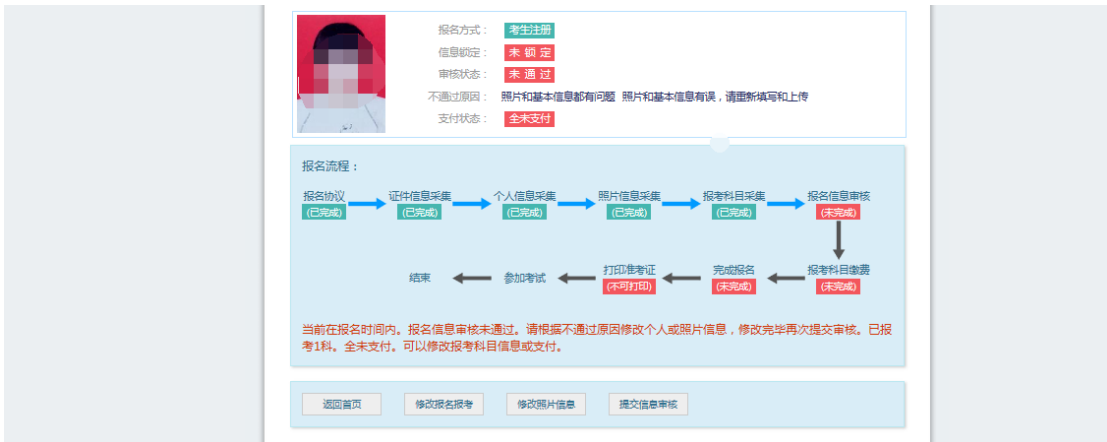 报名方式： 考生注册
信息锁定： 未 锁 定
审核状态： 未 通 过
不通过原因： 照片和基本信息都有问题 照片和基本信息有误，请重新填写和上传
支付状态： 全未支付
报名流程：
报名协议 证件信息采集 个人信息采集 照片信息采集 报考科目采集 报名信息审核
(已完成) (已完成) (已完成) (已完成) (已完成) (未完成)
结束 参加考试 打印准考证 完成报名 报考科目缴费
(不可打印) (未完成) (未完成)
当前在报名时间内。报名信息审核未通过。请根据不通过原因修改个人或照片信息，修改完毕再次提交审核。已报
考1科。全未支付。可以修改报考科目信息或支付。
返回首页 修改报名报考 修改照片信息 提交信息审核